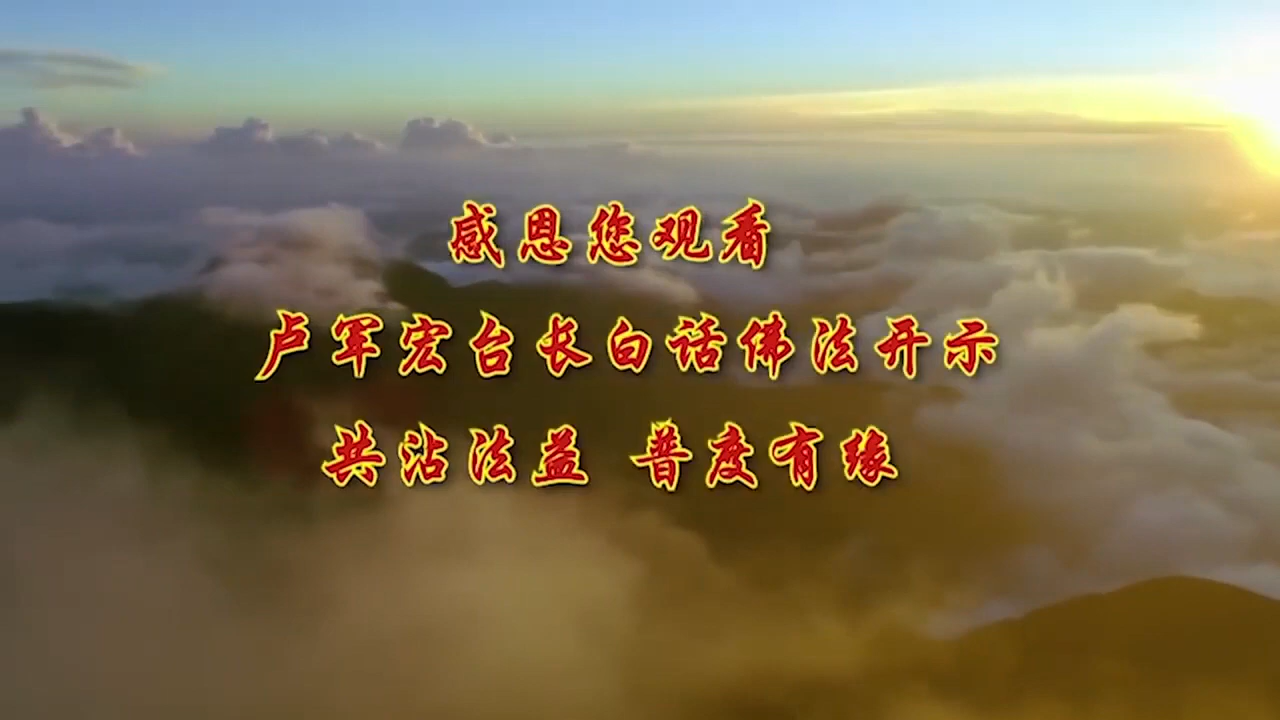 感恩您观看
卢军宏台长白话佛法开示
共沾法益 普度有缘